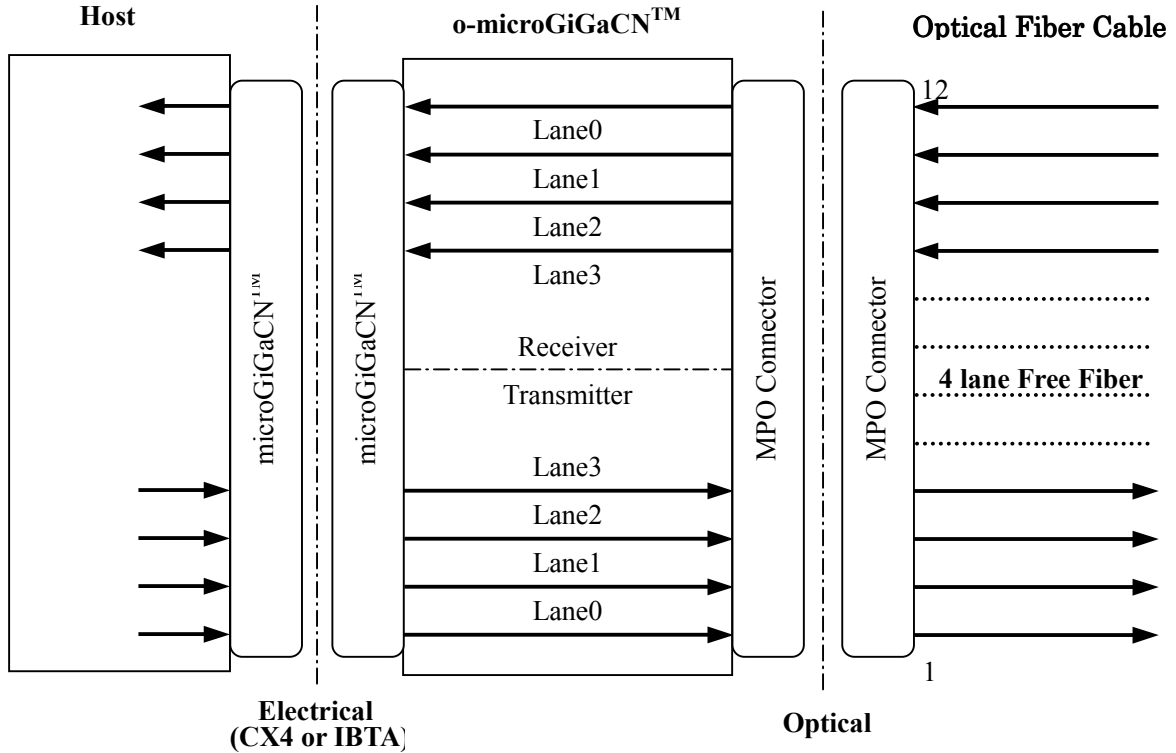 Host
o-microGiGaCN™
Optical Fiber Cable
12
Lane0
Lane1
Lane2
Lane3
Receiver
Transmitter
Lane3
Lane2
Lane1
Lane0
microGiGaCN™
microGiGaCN™
MPO Connector
MPO Connector
4 lane Free Fiber
1
Electrical
(CX4 or IBTA)
Optical